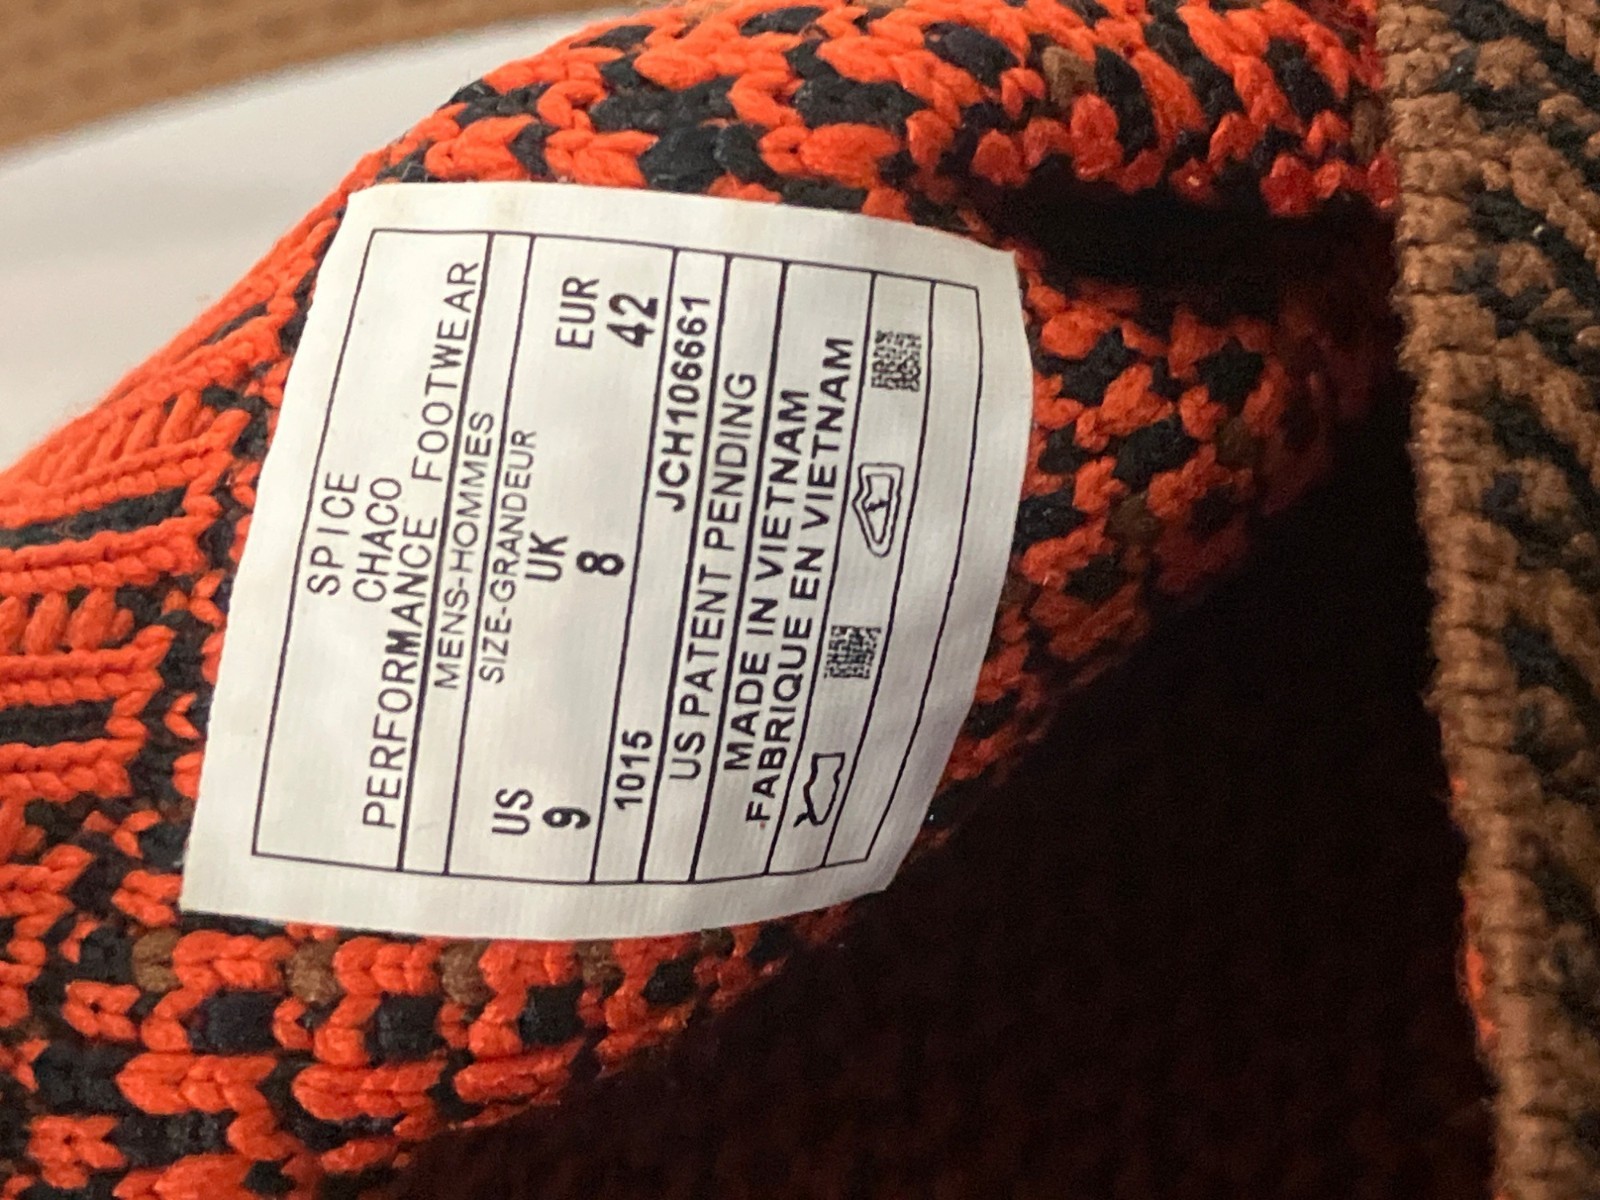 SPICE
CHACO
PERFORMANCE FOOTWEAR
MENS-HOMMES
SIZE-GRANDEUR
US UK EUR
9 8 42
1015 JCH106661
US PATENT PENDING
MADE IN VIETNAM
FABRIQUE EN VIETNAM